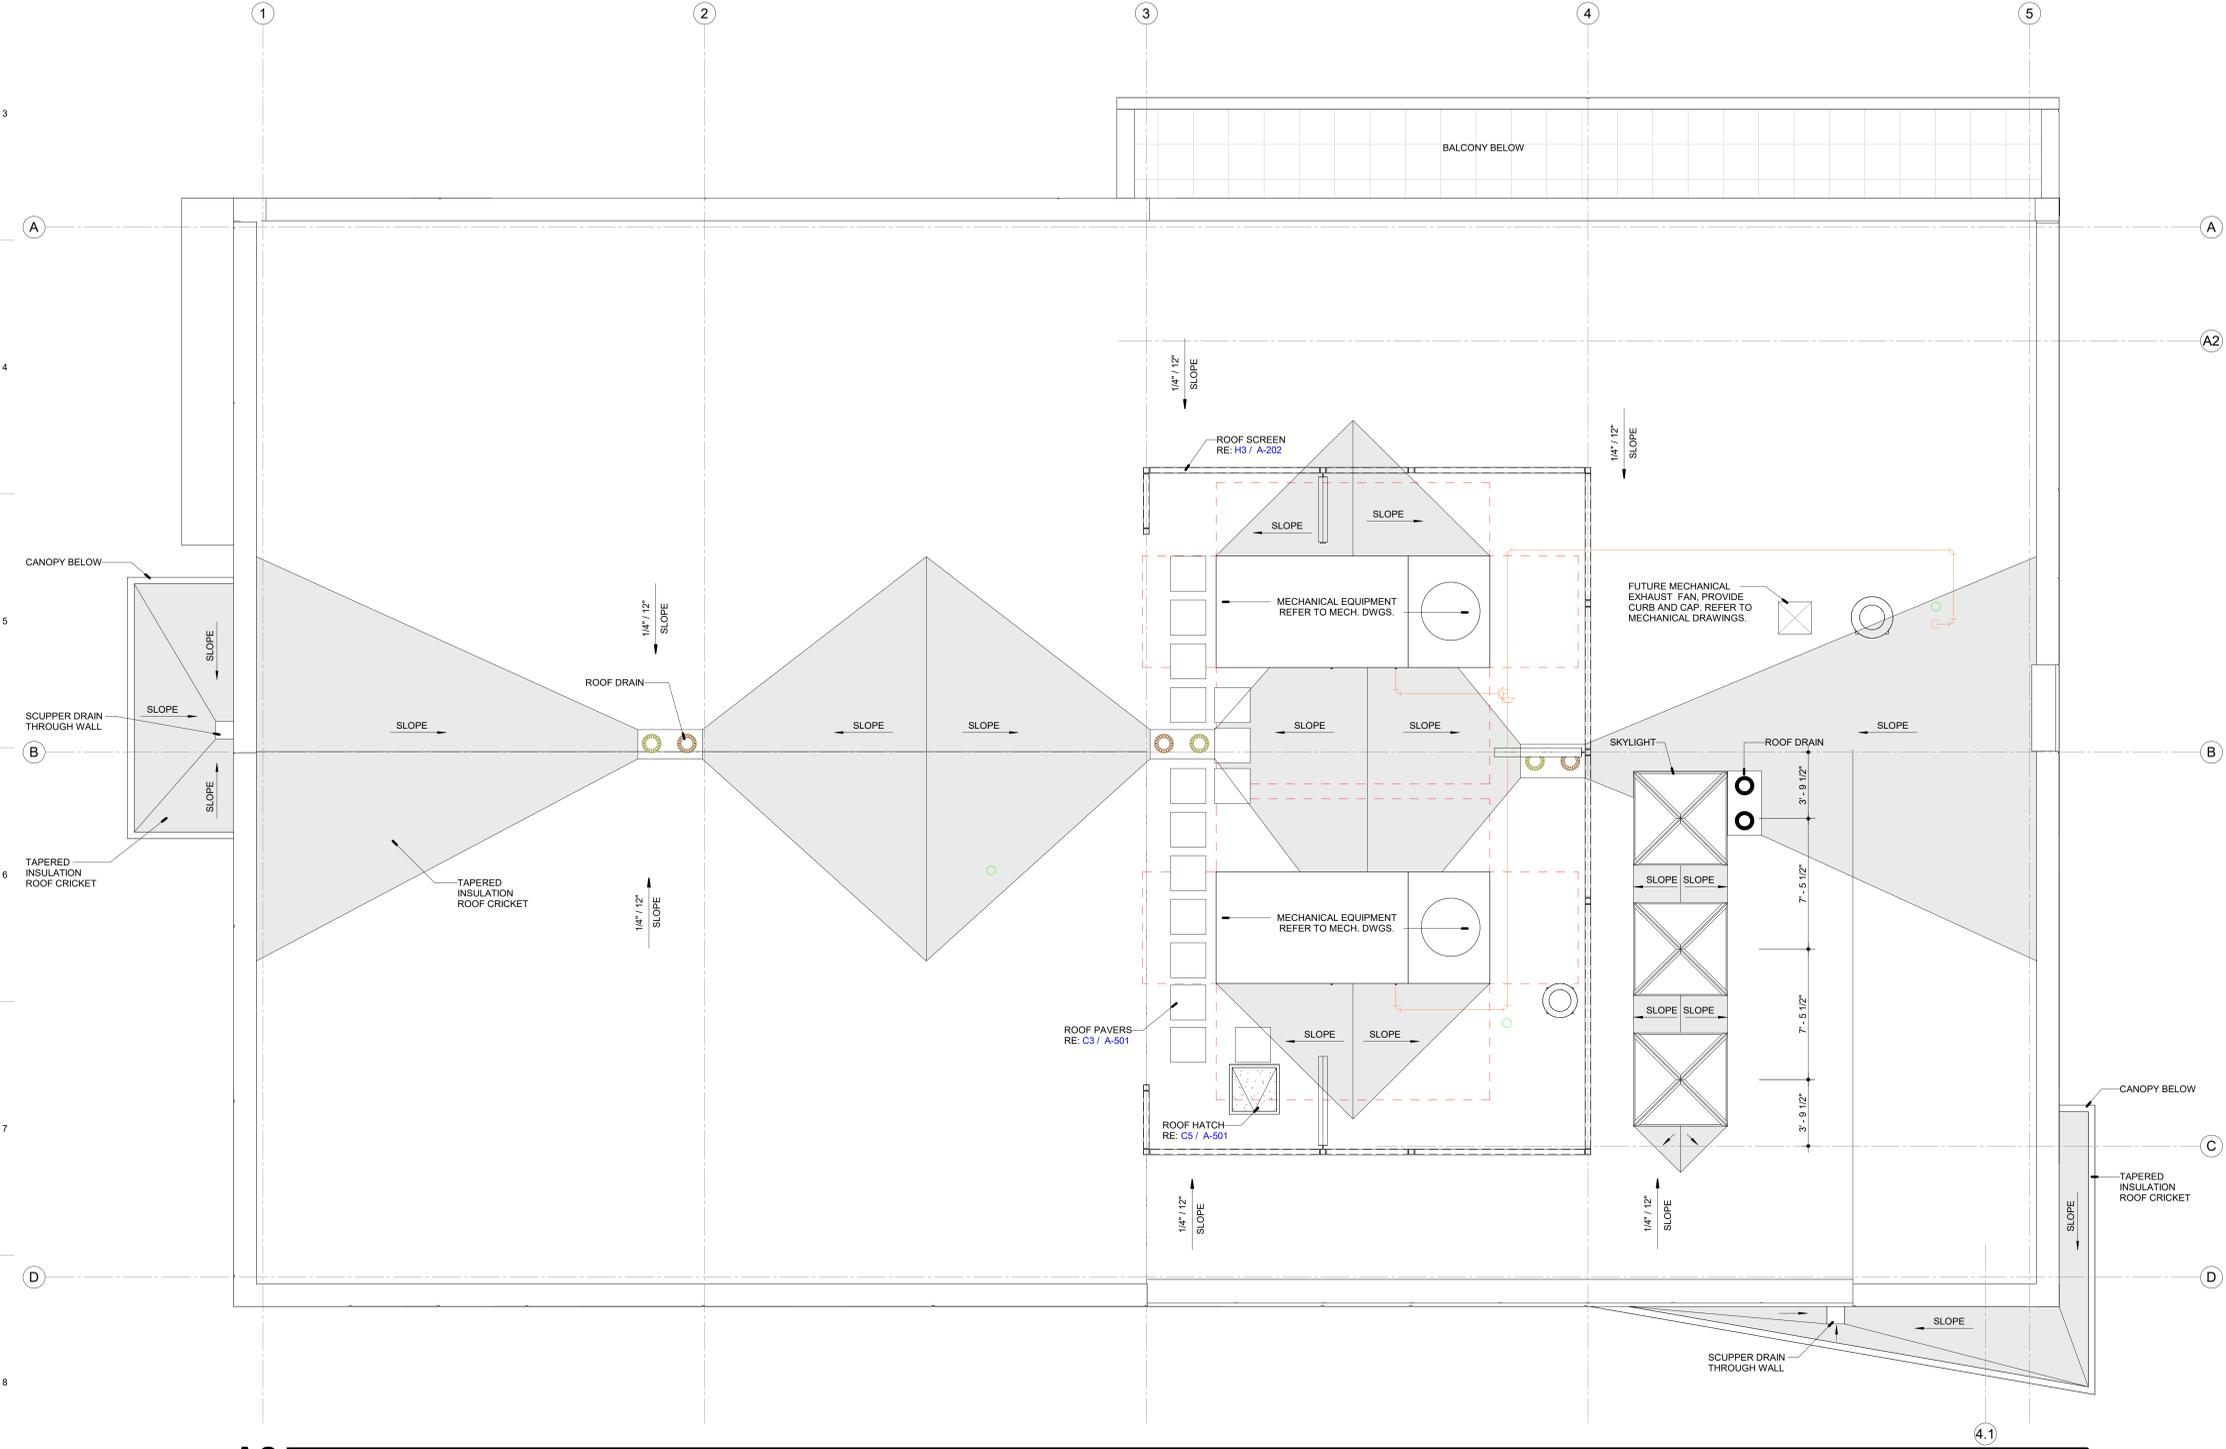 1
2
3
4
5
3
BALCONY BELOW
A
A
A2
4
1/4" / 12"
SLOPE
1/4" / 12"
SLOPE
ROOF SCREEN
RE: H3 / A-202
SLOPE
SLOPE
CANOPY BELOW
5
SLOPE
1/4" / 12"
SLOPE
MECHANICAL EQUIPMENT
REFER TO MECH. DWGS.
FUTURE MECHANICAL
EXHAUST FAN, PROVIDE
CURB AND CAP. REFER TO
MECHANICAL DRAWINGS.
ROOF DRAIN
SCUPPER DRAIN
THROUGH WALL
SLOPE
SLOPE
SLOPE
SLOPE
SLOPE
SLOPE
SLOPE
SKYLIGHT
ROOF DRAIN
B
B
SLOPE
3' - 9 1/2"
TAPERED
INSULATION
ROOF CRICKET
6
TAPERED
INSULATION
ROOF CRICKET
1/4" / 12"
SLOPE
MECHANICAL EQUIPMENT
REFER TO MECH. DWGS.
SLOPE
SLOPE
7' - 5 1/2"
SLOPE
SLOPE
7' - 5 1/2"
ROOF PAVERS
RE: C3 / A-501
SLOPE
SLOPE
3' - 9 1/2"
CANOPY BELOW
7
ROOF HATCH
RE: C5 / A-501
C
TAPERED
INSULATION
ROOF CRICKET
1/4" / 12"
SLOPE
1/4" / 12"
SLOPE
SLOPE
D
D
SLOPE
SCUPPER DRAIN
THROUGH WALL
8
4.1